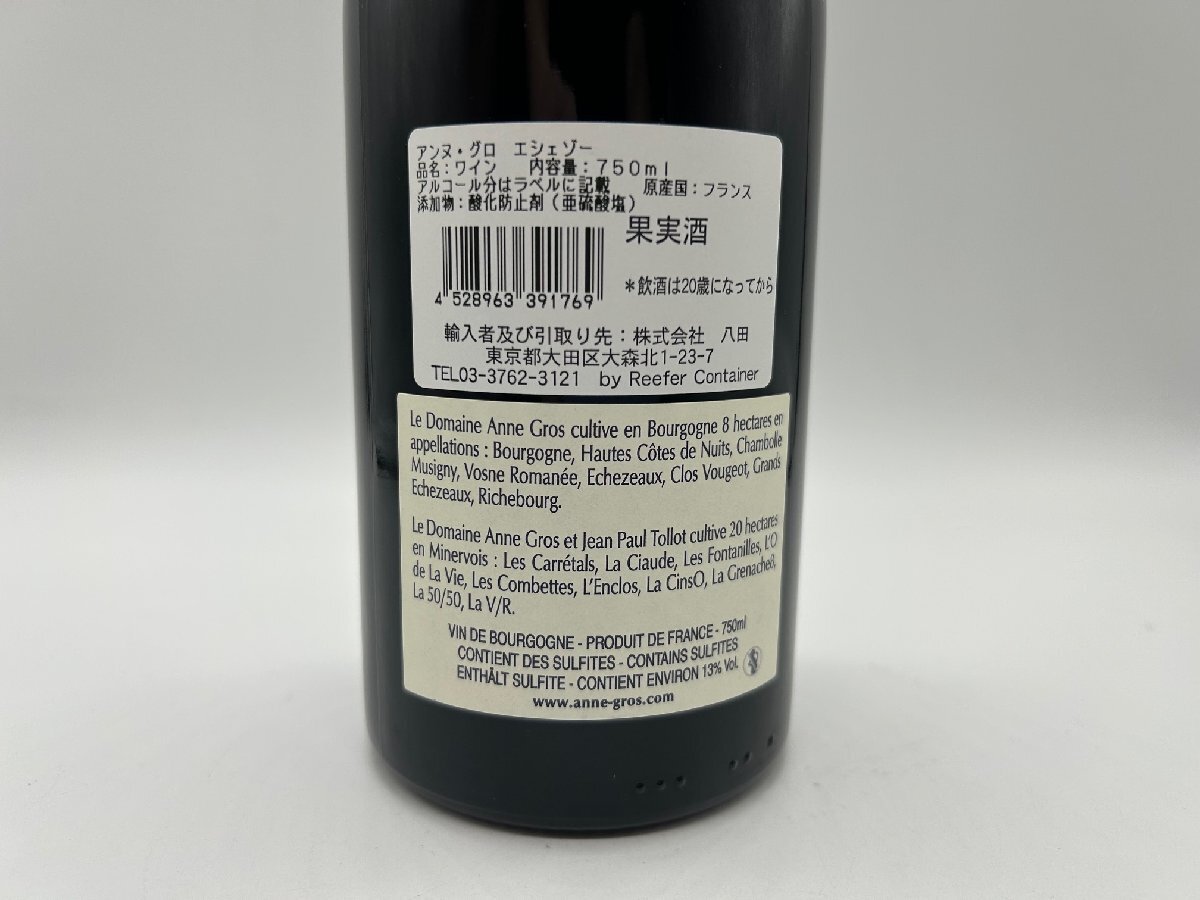 アンヌ・グロ　エシェゾー
品名：ワイン　内容量：750ml
アルコール分はラベルに記載　原産国：フランス
添加物：酸化防止剤（亜硫酸塩）
果実酒
4 528963 391769
＊飲酒は20歳になってから
輸入者及び引取り先：株式会社　八田
東京都大田区大森北1-23-7
TEL03-3762-3121 by Reefer Container
Le Domaine Anne Gros cultive en Bourgogne 8 hectares en
appellations : Bourgogne, Hautes Côtes de Nuits, Chambolle
Musigny, Vosne Romanée, Echezeaux, Clos Vougeot, Grands
Echezeaux, Richebourg.
Le Domaine Anne Gros et Jean Paul Tollot cultive 20 hectares
en Minervois : Les Carrétals, La Ciaude, Les Fontanilles, L'O
de La Vie, Les Combettes, L'Enclos, La CinsO, La Grenache8,
La 50/50, La V/R.
VIN DE BOURGOGNE - PRODUIT DE FRANCE - 750ml
CONTIENT DES SULFITES - CONTAINS SULFITES
ENTHÄLT SULFITE - CONTIENT ENVIRON 13% Vol.
www.anne-gros.com